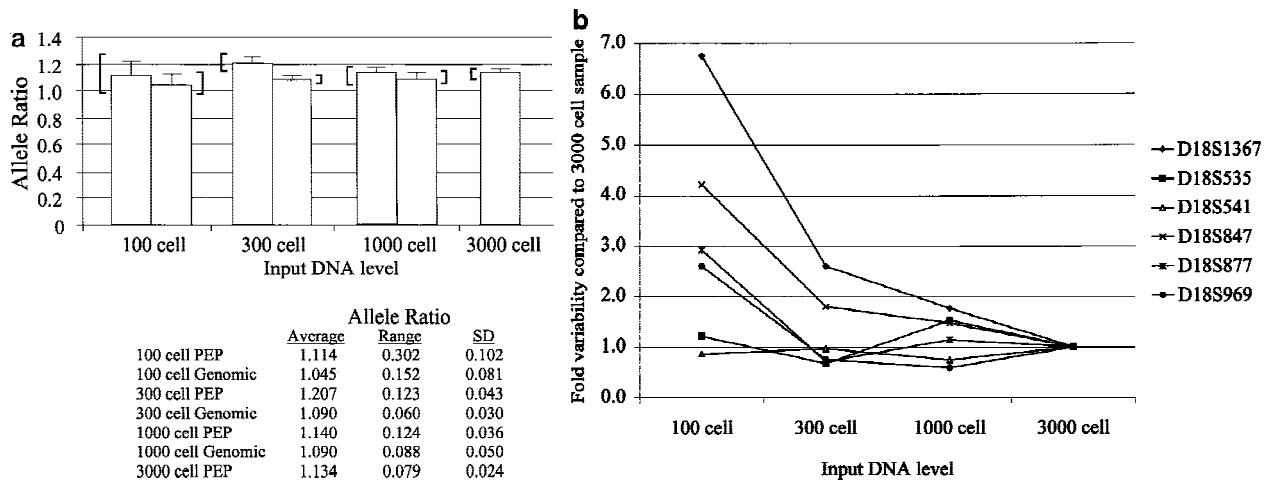 a
1.4
1.2
1.0
0.8
0.6
0.4
0.2
0
Allele Ratio
100 cell 300 cell 1000 cell 3000 cell
Input DNA level
Allele Ratio
Average Range SD
100 cell PEP 1.114 0.302 0.102
100 cell Genomic 1.045 0.152 0.081
300 cell PEP 1.207 0.123 0.043
300 cell Genomic 1.090 0.060 0.030
1000 cell PEP 1.140 0.124 0.036
1000 cell Genomic 1.090 0.088 0.050
3000 cell PEP 1.134 0.079 0.024
b
Fold variability compared to 3000 cell sample
7.0
6.0
5.0
4.0
3.0
2.0
1.0
0.0
100 cell 300 cell 1000 cell 3000 cell
Input DNA level
D18S1367
D18S535
D18S541
D18S847
D18S877
D18S969